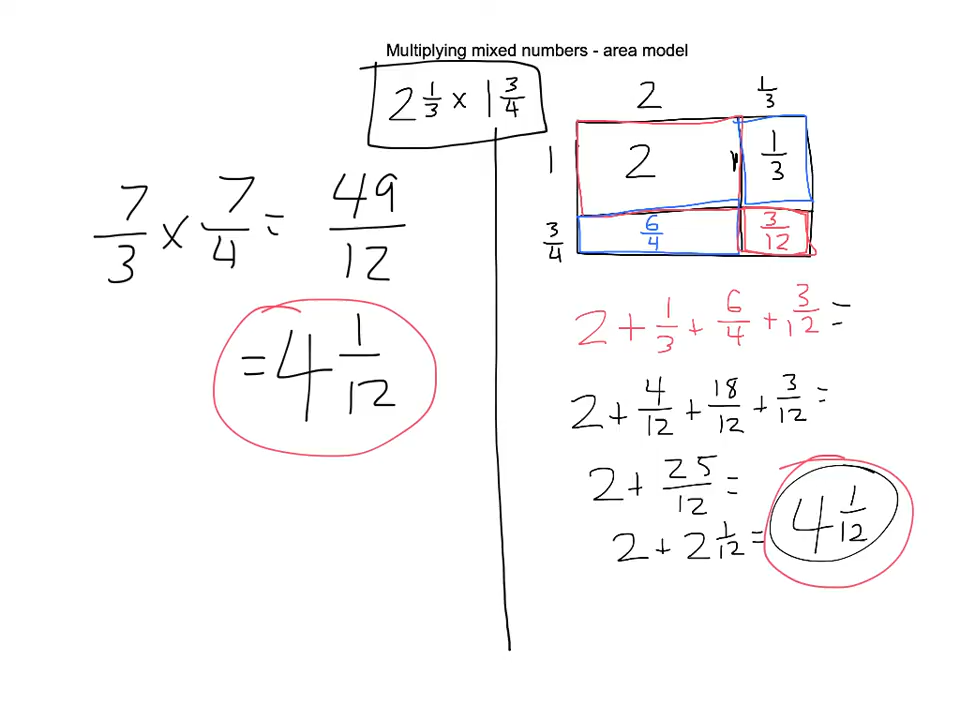 Multiplying mixed numbers - area model
2 1/3 x 1 3/4
7/3 x 7/4 = 49/12
= 4 1/12
2 1/3
1 2 1/3
3/4 6/4 3/12
2 + 1/3 + 6/4 + 3/12 =
2 + 4/12 + 18/12 + 3/12 =
2 + 25/12 =
2 + 2 1/12 = 4 1/12